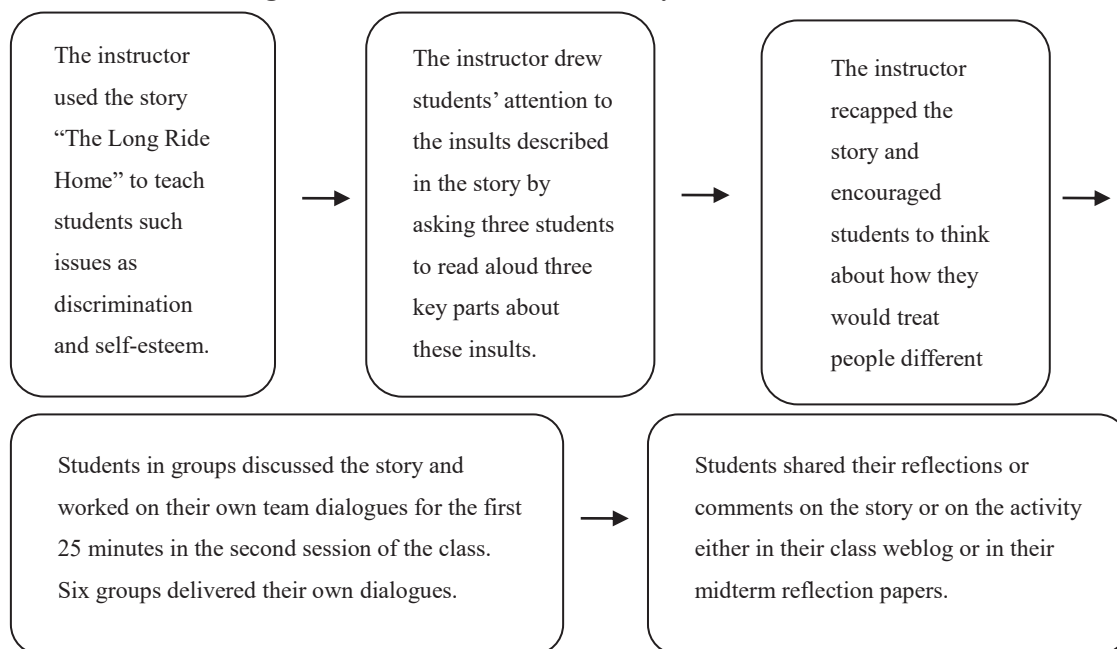 The instructor
used the story
“The Long Ride
Home” to teach
students such
issues as
discrimination
and self-esteem.
The instructor drew
students’ attention to
the insults described
in the story by
asking three students
to read aloud three
key parts about
these insults.
The instructor
recapped the
story and
encouraged
students to think
about how they
would treat
people different
Students in groups discussed the story and
worked on their own team dialogues for the first
25 minutes in the second session of the class.
Six groups delivered their own dialogues.
Students shared their reflections or
comments on the story or on the activity
either in their class weblog or in their
midterm reflection papers.